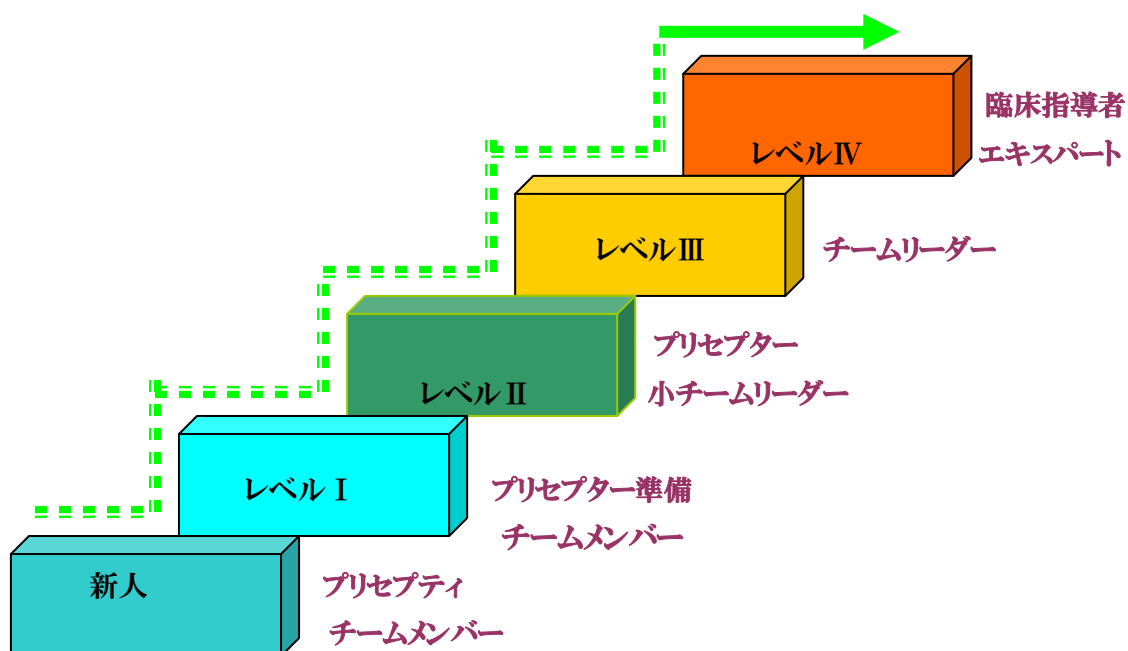 臨床指導者
レベルⅣ
エキスパート
レベルⅢ
チームリーダー
プリセプター
レベルⅡ
小チームリーダー
レベルⅠ
プリセプター準備
チームメンバー
新人
プリセプティ
チームメンバー